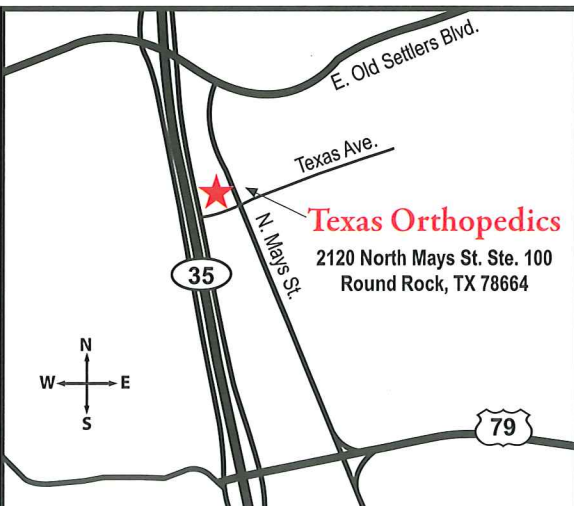 E. Old Settlers Blvd.
Texas Ave.
Texas Orthopedics
2120 North Mays St. Ste. 100
Round Rock, TX 78664
N. Mays St.
35
N
W E
S
79